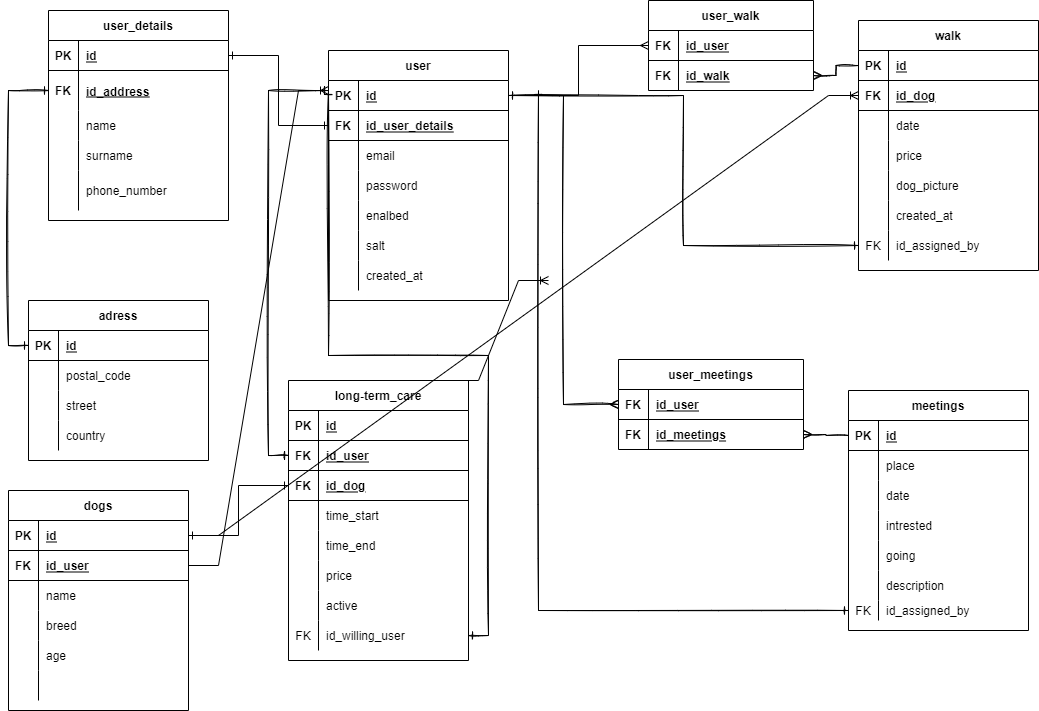 user_details
PK id
FK id_address
name
surname
phone_number
user
PK id
FK id_user_details
email
password
enalbed
salt
created_at
user_walk
FK id_user
FK id_walk
walk
PK id
FK id_dog
date
price
dog_picture
created_at
FK id_assigned_by
adress
PK id
postal_code
street
country
long-term_care
PK id
FK id_user
FK id_dog
time_start
time_end
price
active
FK id_willing_user
user_meetings
FK id_user
FK id_meetings
meetings
PK id
place
date
intrested
going
description
FK id_assigned_by
dogs
PK id
FK id_user
name
breed
age